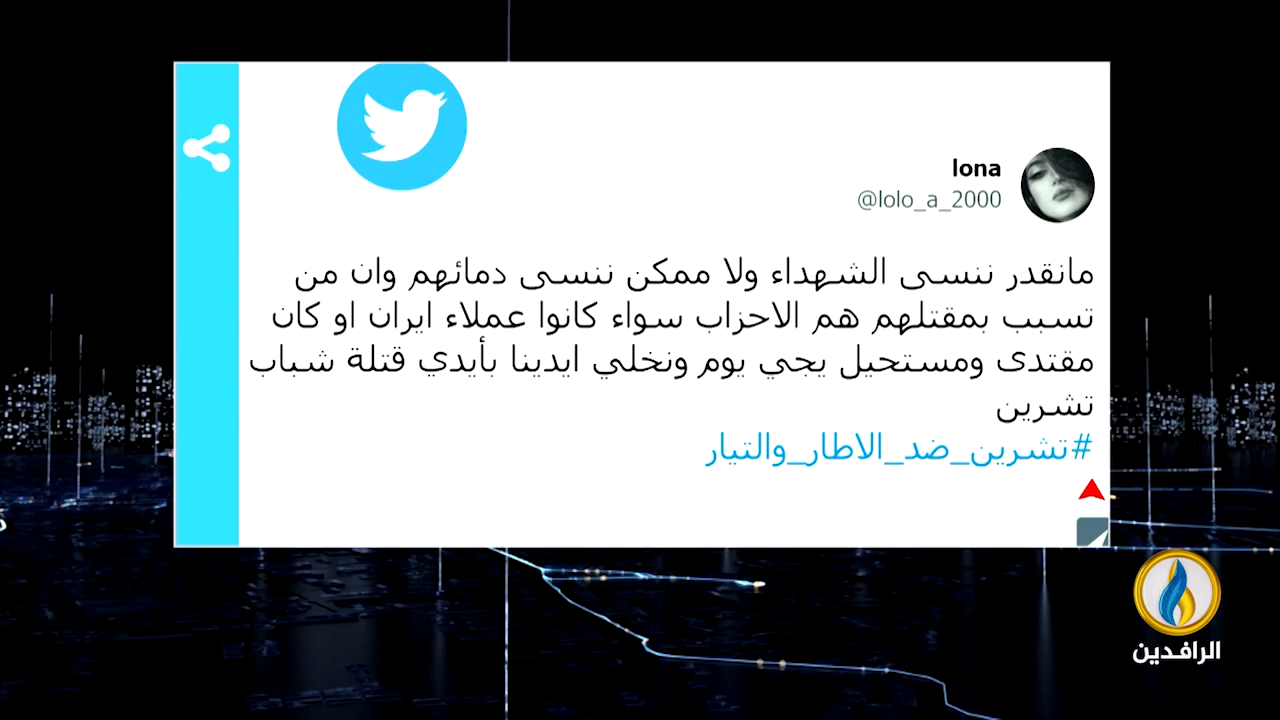 lona
@lolo_a_2000
مانقدر ننسى الشهداء ولا ممكن ننسى دمائهم وان من
تسبب بمقتلهم هم الاحزاب سواء كانوا عملاء ايران او كان
مقتدى ومستحيل يجي يوم ونخلي ايدينا بأيدي قتلة شباب
تشرين
#تشرين_ضد_الاطار_والتيار
الرافدين